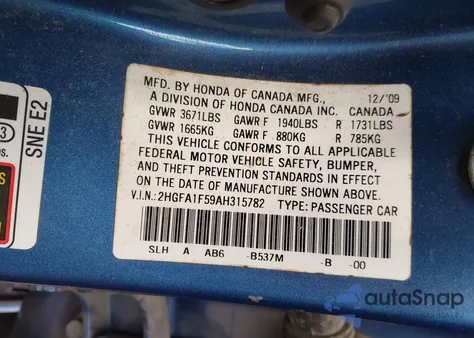 MFD. BY HONDA OF CANADA MFG., 12/'09
A DIVISION OF HONDA CANADA INC. CANADA
GVWR 3671LBS GAWR F 1940LBS R 1731LBS
GVWR 1665KG GAWR F 880KG R 785KG
THIS VEHICLE CONFORMS TO ALL APPLICABLE
FEDERAL MOTOR VEHICLE SAFETY, BUMPER,
AND THEFT PREVENTION STANDARDS IN EFFECT
ON THE DATE OF MANUFACTURE SHOWN ABOVE.
V.I.N.: 2HGFA1F59AH315782 TYPE: PASSENGER CAR
SLH A AB6 -B537M -B -00
SNE E2
3
os.
autoSnap